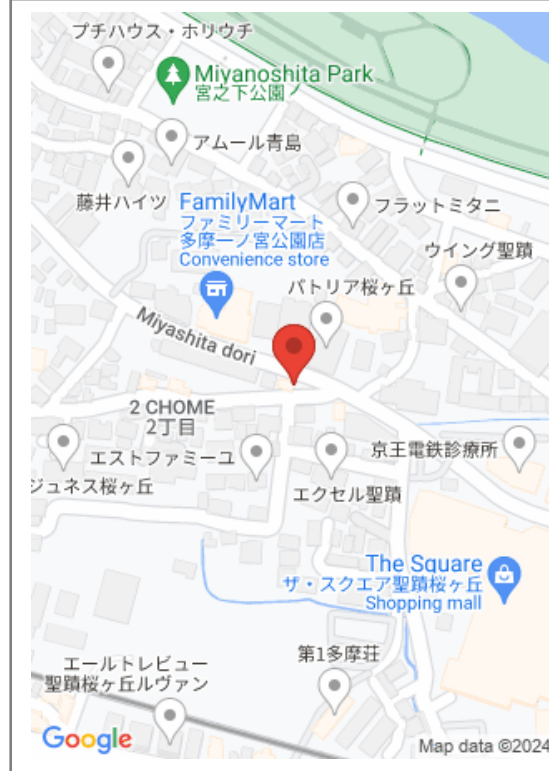 プチハウス・ホリウチ
Miyanoshita Park
宮之下公園ノ
アムール青島
藤井ハイツ
FamilyMart
ファミリーマート
多摩一ノ宮公園店
Convenience store
フラットミタニ
ウイング聖蹟
パトリア桜ヶ丘
Miyashita dori
2 CHOME
2丁目
エストファミーユ
京王電鉄診療所
ジュネス桜ヶ丘
エクセル聖蹟
The Square
ザ・スクエア聖蹟桜ヶ丘
Shopping mall
第1多摩荘
エールトレビュー
聖蹟桜ヶ丘ルヴァン
Google
Map data ©2024